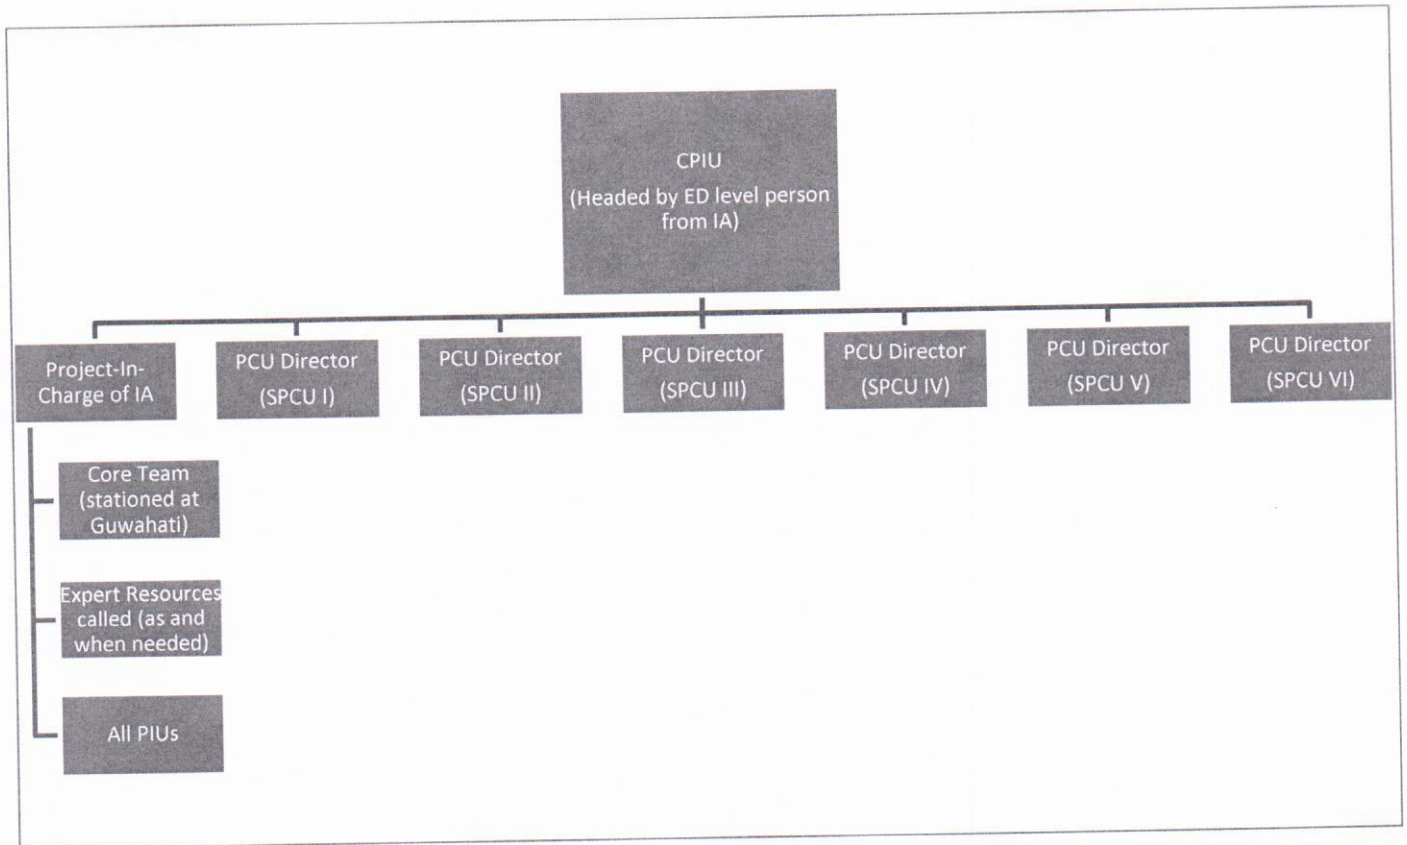 CPIU
(Headed by ED level person
from IA)
Project-In-
Charge of IA
PCU Director
(SPCU I)
PCU Director
(SPCU II)
PCU Director
(SPCU III)
PCU Director
(SPCU IV)
PCU Director
(SPCU V)
PCU Director
(SPCU VI)
Core Team
(stationed at
Guwahati)
Expert Resources
called (as and
when needed)
All PIUs